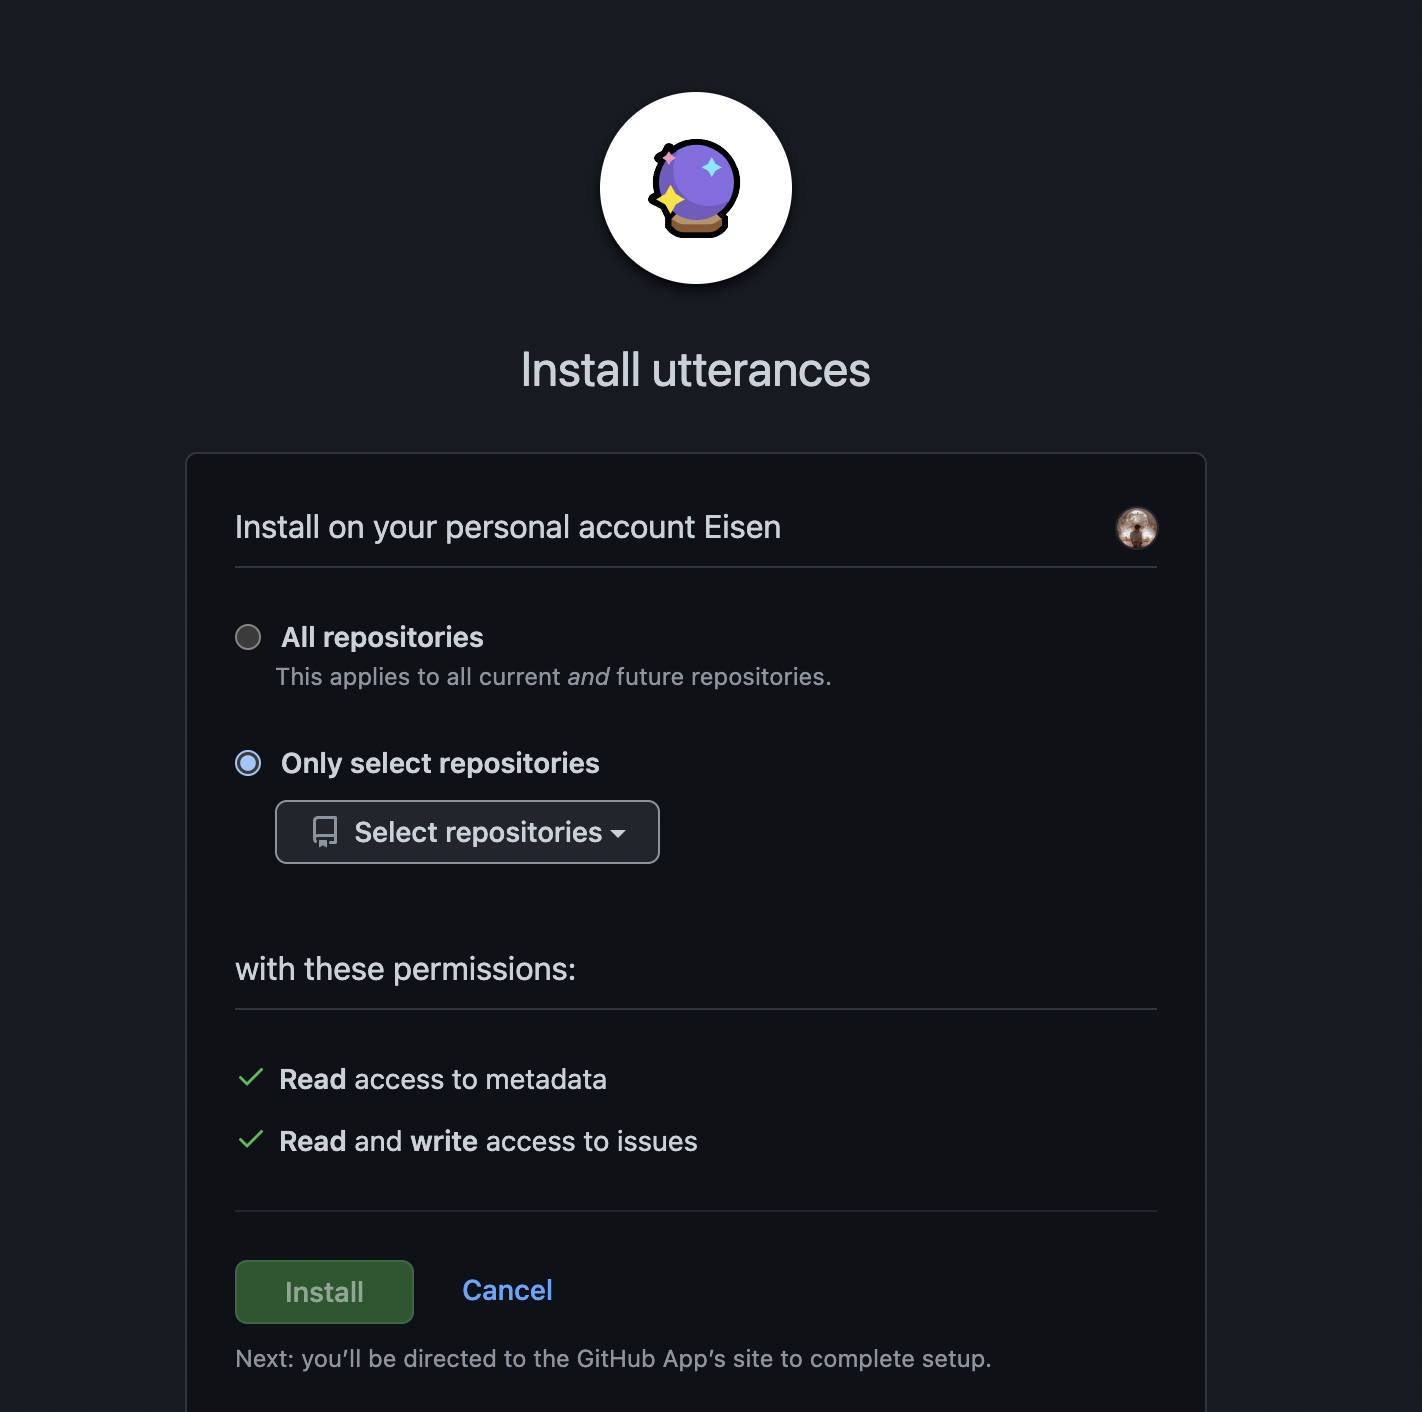 Install utterances
Install on your personal account Eisen
All repositories
This applies to all current and future repositories.
Only select repositories
Select repositories
with these permissions:
Read access to metadata
Read and write access to issues
Install
Cancel
Next: you’ll be directed to the GitHub App’s site to complete setup.